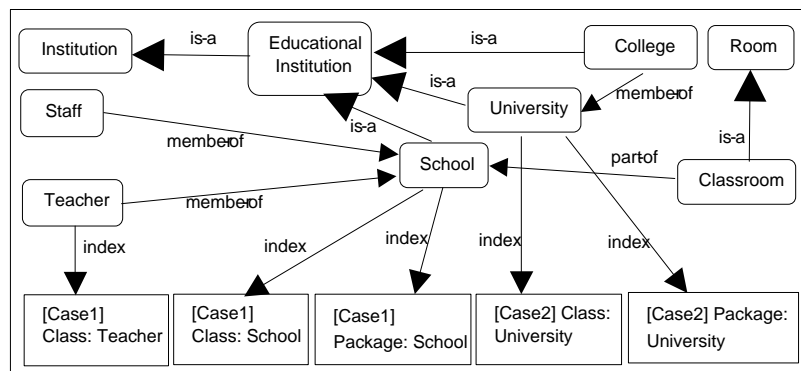 Institution
is-a
Educational
Institution
is-a
College
Room
is-a
University
member-of
Staff
is-a
member-of
School
part-of
is-a
Classroom
Teacher
member-of
index
index
index
index
index
[Case1]
Class: Teacher
[Case1]
Class: School
[Case1]
Package: School
[Case2] Class:
University
[Case2] Package:
University